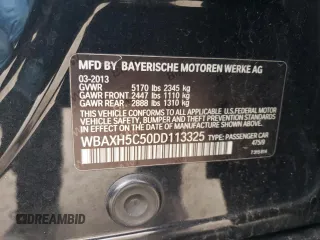 MFD BY BAYERISCHE MOTOREN WERKE AG
03-2013
GVWR 5170 lbs 2345 kg
GAWR FRONT 2447 lbs 1110 kg
GAWR REAR 2888 lbs 1310 kg
THIS VEHICLE CONFORMS TO ALL APPLICABLE U.S. FEDERAL MOTOR
VEHICLE SAFETY, BUMPER, AND THEFT PREVENTION STANDARDS
IN EFFECT ON THE DATE OF MANUFACTURE SHOWN ABOVE.
WBAXH5C50DD113325 TYPE: PASSENGER CAR
475/9
DREAMBID